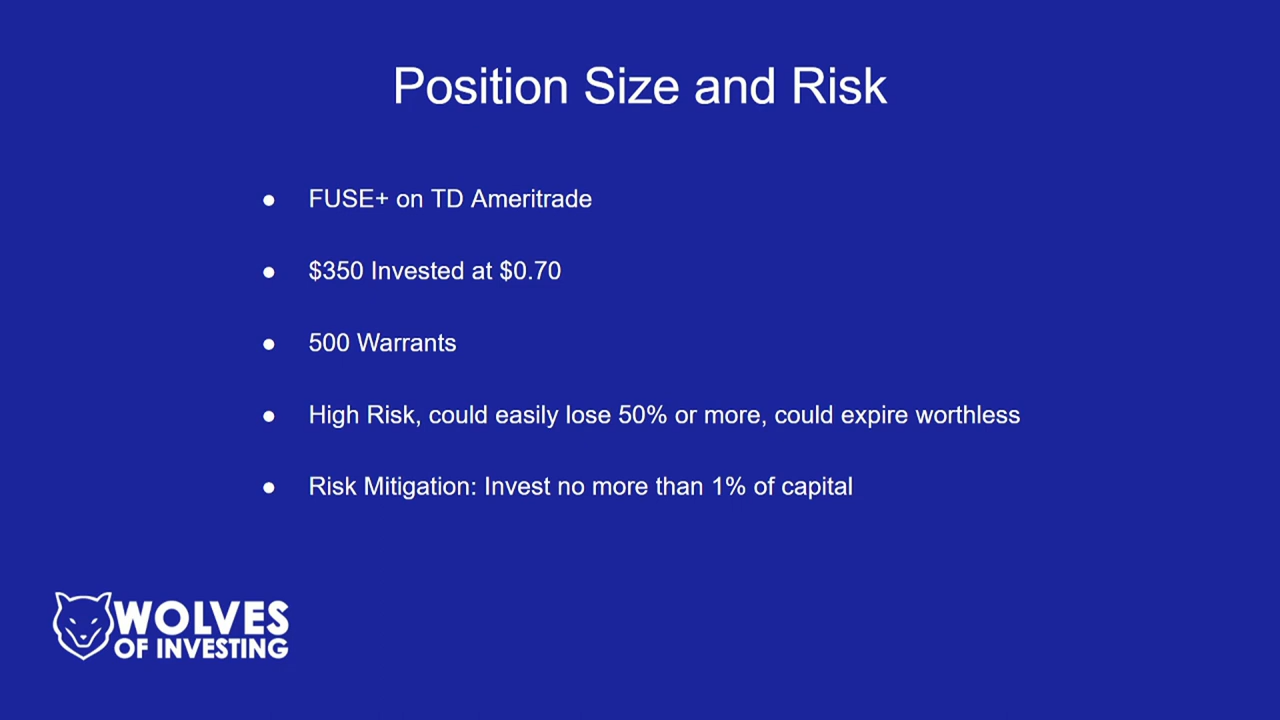 Position Size and Risk
● FUSE+ on TD Ameritrade
● $350 Invested at $0.70
● 500 Warrants
● High Risk, could easily lose 50% or more, could expire worthless
● Risk Mitigation: Invest no more than 1% of capital
WOLVES
OF INVESTING